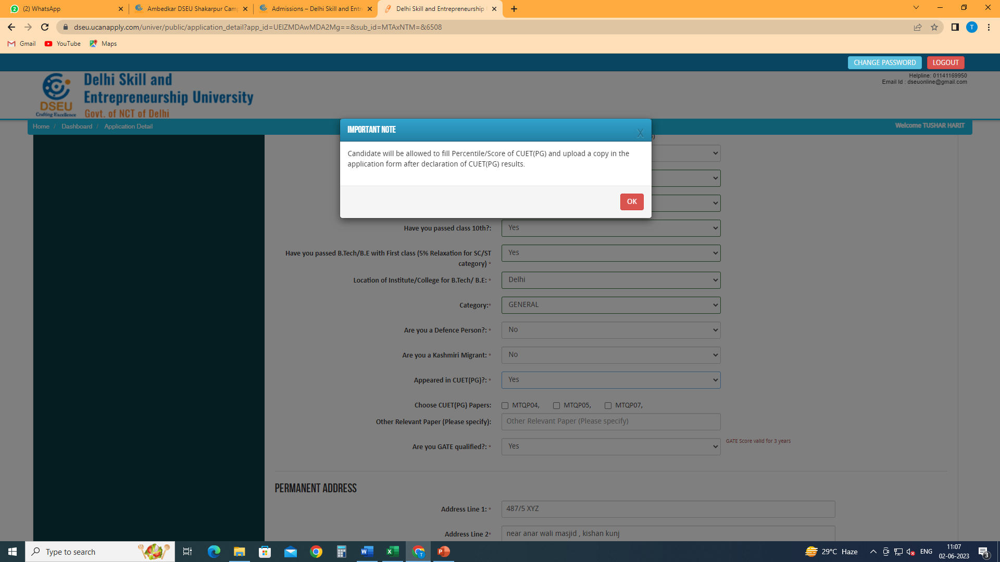 (2) WhatsApp
Ambedkar DSEU Shakarpur Camp
Admissions – Delhi Skill and Entre
Delhi Skill and Entrepreneurship
dseu.ucanapply.com/univer/public/application_detail?app_id=UElZMDAwMDA2Mg==&sub_id=MTAxNTM=&6508
T
Gmail
YouTube
Maps
CHANGE PASSWORD
LOGOUT
Helpline: 01141169950
Email Id : dseuonline@gmail.com
DSEU
Crafting Excellence
Delhi Skill and
Entrepreneurship University
Govt. of NCT of Delhi
Home / Dashboard / Application Detail
Welcome TUSHAR HARIT
IMPORTANT NOTE
X
Candidate will be allowed to fill Percentile/Score of CUET(PG) and upload a copy in the
application form after declaration of CUET(PG) results.
OK
Have you passed class 10th?: Yes
Have you passed B.Tech/B.E with First class (5% Relaxation for SC/ST
category) * Yes
Location of Institute/College for B.Tech/ B.E: * Delhi
Category:* GENERAL
Are you a Defence Person?: * No
Are you a Kashmiri Migrant: * No
Appeared in CUET(PG)?: * Yes
Choose CUET(PG) Papers: MTQP04, MTQP05, MTQP07,
Other Relevant Paper (Please specify): Other Relevant Paper (Please specify)
Are you GATE qualified?: * Yes
GATE Score valid for 3 years
PERMANENT ADDRESS
Address Line 1: * 487/5 XYZ
Address Line 2* near anar wali masjid , kishan kunj
Type to search
29°C Haze
ENG
11:07
02-06-2023
3